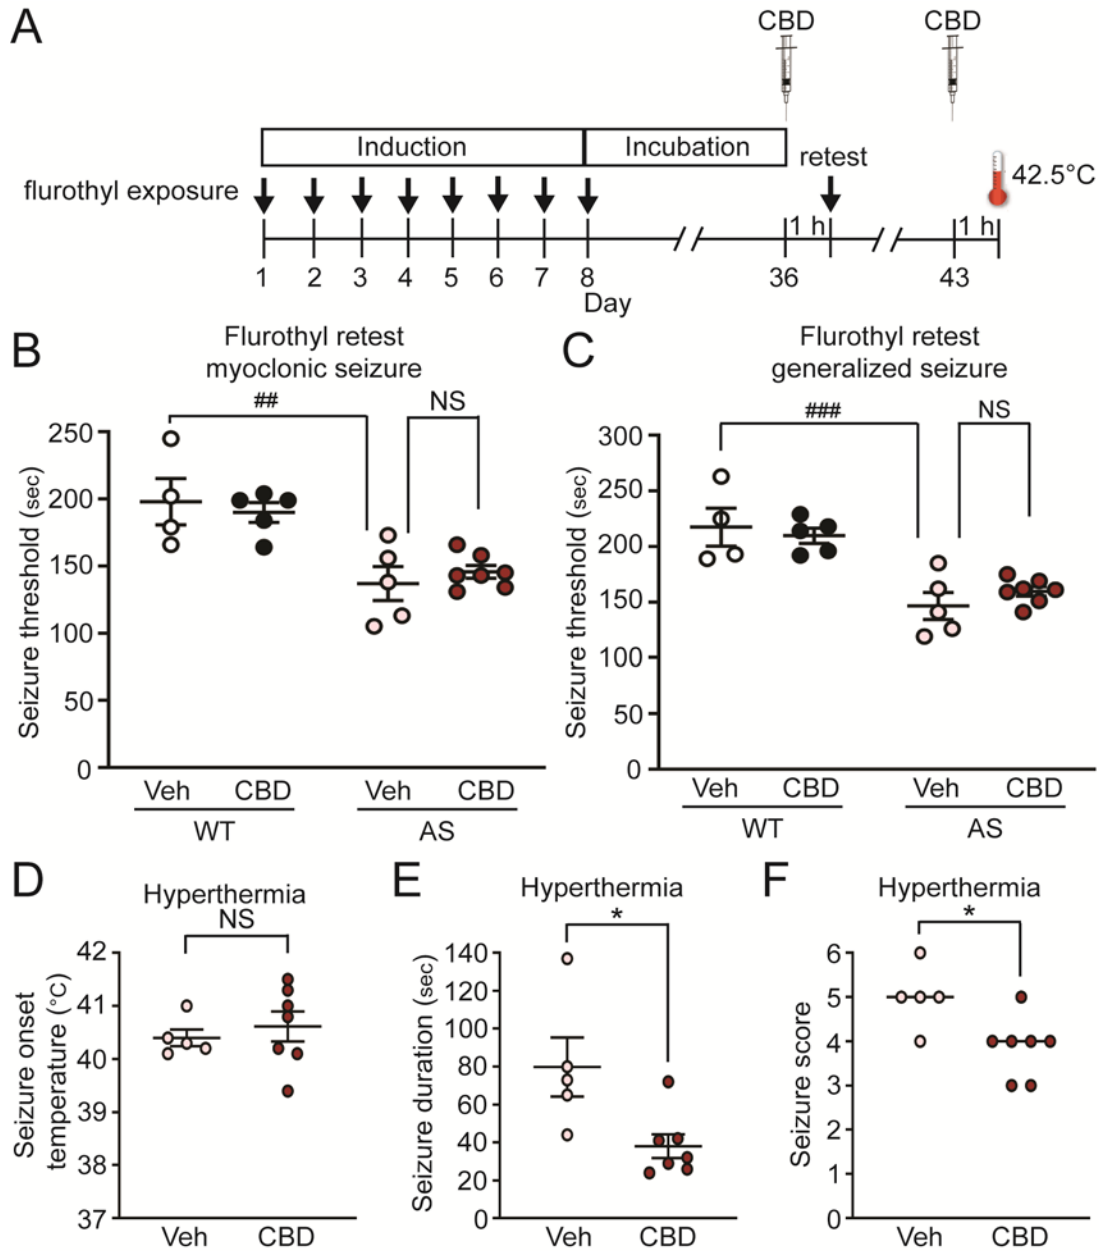 A
CBD CBD
Induction Incubation retest
flurothyl exposure 42.5°C
1 h 1 h
1 2 3 4 5 6 7 8 36 43
Day
B
Flurothyl retest
myoclonic seizure
## NS
Seizure threshold (sec)
250
200
150
100
50
0
Veh CBD Veh CBD
WT AS
C
Flurothyl retest
generalized seizure
### NS
Seizure threshold (sec)
300
250
200
150
100
50
0
Veh CBD Veh CBD
WT AS
D
Hyperthermia
NS
Seizure onset
temperature (°C)
42
41
40
39
38
37
Veh CBD
E
Hyperthermia
*
Seizure duration (sec)
140
120
100
80
60
40
20
0
Veh CBD
F
Hyperthermia
*
Seizure score
6
5
4
3
2
1
0
Veh CBD